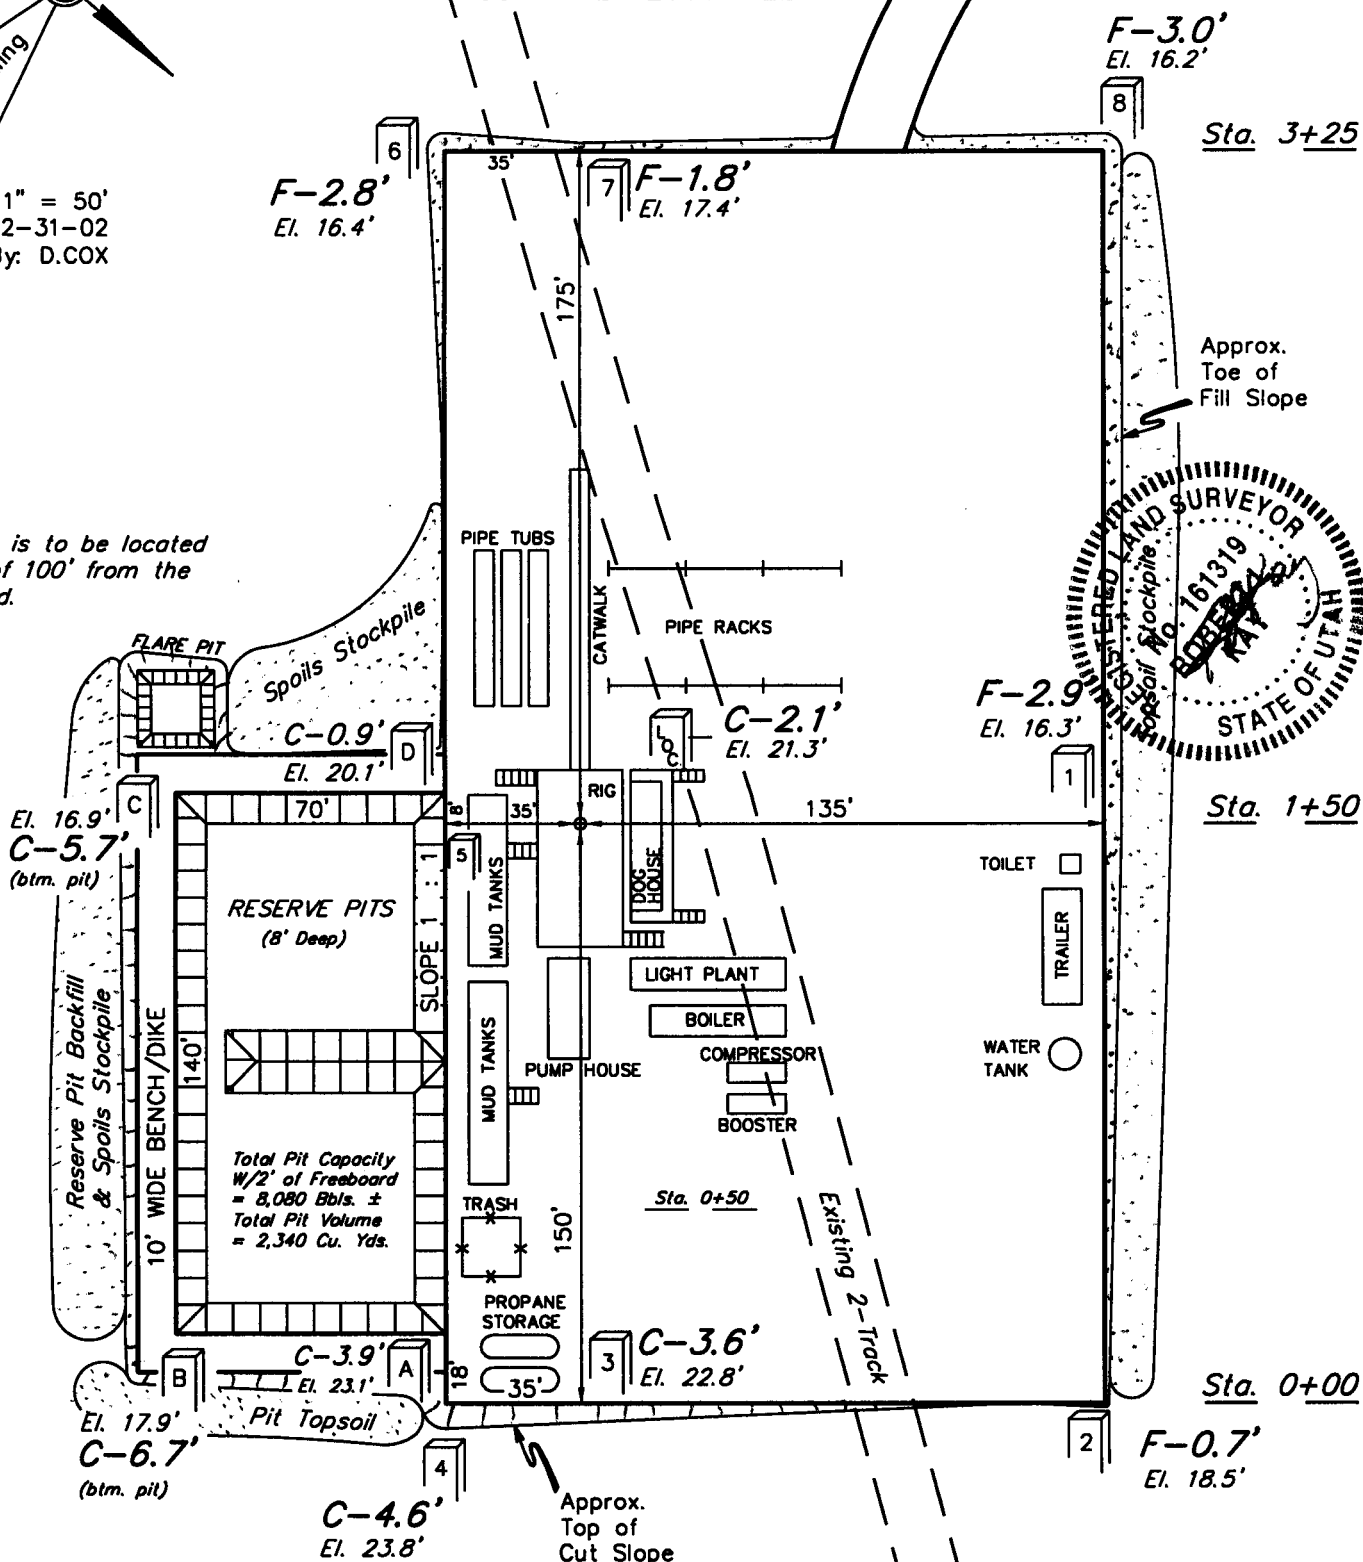 F-3.0'
El. 16.2'
8
Sta. 3+25
6
35'
F-2.8'
El. 16.4'
7
F-1.8'
El. 17.4'
1" = 50'
2-31-02
By: D.COX
175'
Approx.
Toe of
Fill Slope
is to be located
of 100' from the
PIPE TUBS
CATWALK
PIPE RACKS
REGISTERED LAND SURVEYOR
No. 161319
ROBERT
KAY
STATE OF UTAH
Topsoil Stockpile
FLARE PIT
Spoils Stockpile
C-0.9'
El. 20.1'
D
LOC.
C-2.1'
El. 21.3'
F-2.9'
El. 16.3'
1
C
El. 16.9'
C-5.7'
(btm. pit)
70'
8'
35'
RIG
135'
Sta. 1+50
5
MUD TANKS
DOG
HOUSE
TOILET
TRAILER
RESERVE PITS
(8' Deep)
SLOPE 1 : 1
LIGHT PLANT
BOILER
COMPRESSOR
BOOSTER
PUMP HOUSE
WATER
TANK
Reserve Pit Backfill
& Spoils Stockpile
10' WIDE BENCH/DIKE
140'
MUD TANKS
Total Pit Capacity
W/2' of Freeboard
= 8,080 Bbls. ±
Total Pit Volume
= 2,340 Cu. Yds.
TRASH
150'
Sta. 0+50
Existing 2-Track
PROPANE
STORAGE
C-3.9'
El. 23.1'
A
18'
35'
3
C-3.6'
El. 22.8'
B
El. 17.9'
C-6.7'
(btm. pit)
Pit Topsoil
Sta. 0+00
2
F-0.7'
El. 18.5'
4
C-4.6'
El. 23.8'
Approx.
Top of
Cut Slope